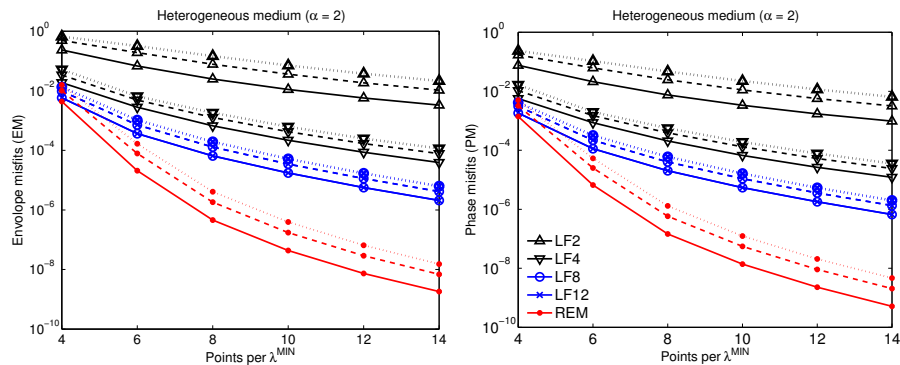 Heterogeneous medium (α = 2)
Envolope misfits (EM)
10^0
10^-2
10^-4
10^-6
10^-8
10^-10
4 6 8 10 12 14
Points per λ^MIN
Heterogeneous medium (α = 2)
Phase misfits (PM)
10^0
10^-2
10^-4
10^-6
10^-8
10^-10
LF2
LF4
LF8
LF12
REM
4 6 8 10 12 14
Points per λ^MIN